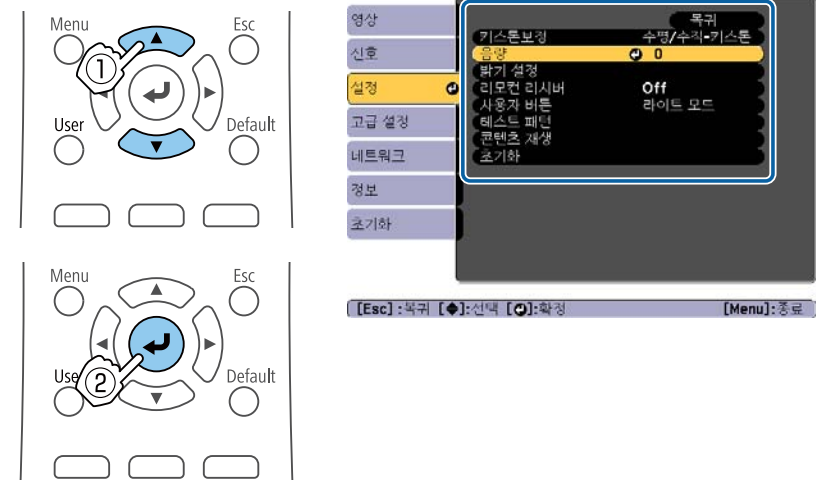 Menu
Esc
①
User
Default
Menu
Esc
Use
②
Default
영상
신호
설정
고급 설정
네트워크
정보
초기화
복귀
키스톤보정 수평/수직-키스톤
음량 0
밝기 설정
리모컨 리시버 Off
사용자 버튼 라이트 모드
테스트 패턴
콘텐츠 재생
초기화
[Esc] :복귀 [◆]:선택 [⏎]:확정 [Menu]:종료